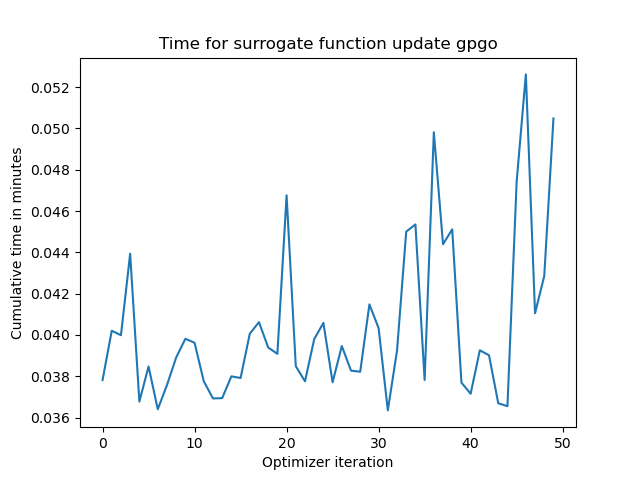 Time for surrogate function update gpgo
Cumulative time in minutes
0.052
0.050
0.048
0.046
0.044
0.042
0.040
0.038
0.036
0 10 20 30 40 50
Optimizer iteration